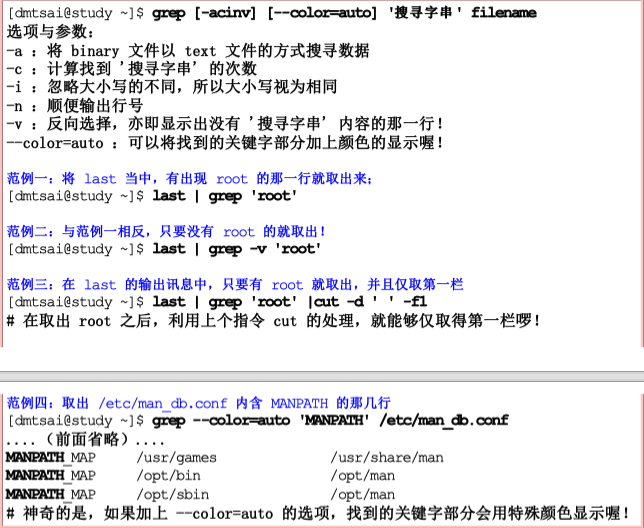 [dmtsai@study ~]$ grep [-acinv] [--color=auto] '搜寻字串' filename
选项与参数：
-a ：将 binary 文件以 text 文件的方式搜寻数据
-c ：计算找到 '搜寻字串' 的次数
-i ：忽略大小写的不同，所以大小写视为相同
-n ：顺便输出行号
-v ：反向选择，亦即显示出没有 '搜寻字串' 内容的那一行！
--color=auto ：可以将找到的关键字部分加上颜色的显示喔！
范例一：将 last 当中，有出现 root 的那一行就取出来；
[dmtsai@study ~]$ last | grep 'root'
范例二：与范例一相反，只要没有 root 的就取出！
[dmtsai@study ~]$ last | grep -v 'root'
范例三：在 last 的输出讯息中，只要有 root 就取出，并且仅取第一栏
[dmtsai@study ~]$ last | grep 'root' |cut -d ' ' -f1
# 在取出 root 之后，利用上个指令 cut 的处理，就能够仅取得第一栏啰！
范例四：取出 /etc/man_db.conf 内含 MANPATH 的那几行
[dmtsai@study ~]$ grep --color=auto 'MANPATH' /etc/man_db.conf
....（前面省略）....
MANPATH_MAP /usr/games /usr/share/man
MANPATH_MAP /opt/bin /opt/man
MANPATH_MAP /opt/sbin /opt/man
# 神奇的是，如果加上 --color=auto 的选项，找到的关键字部分会用特殊颜色显示喔！